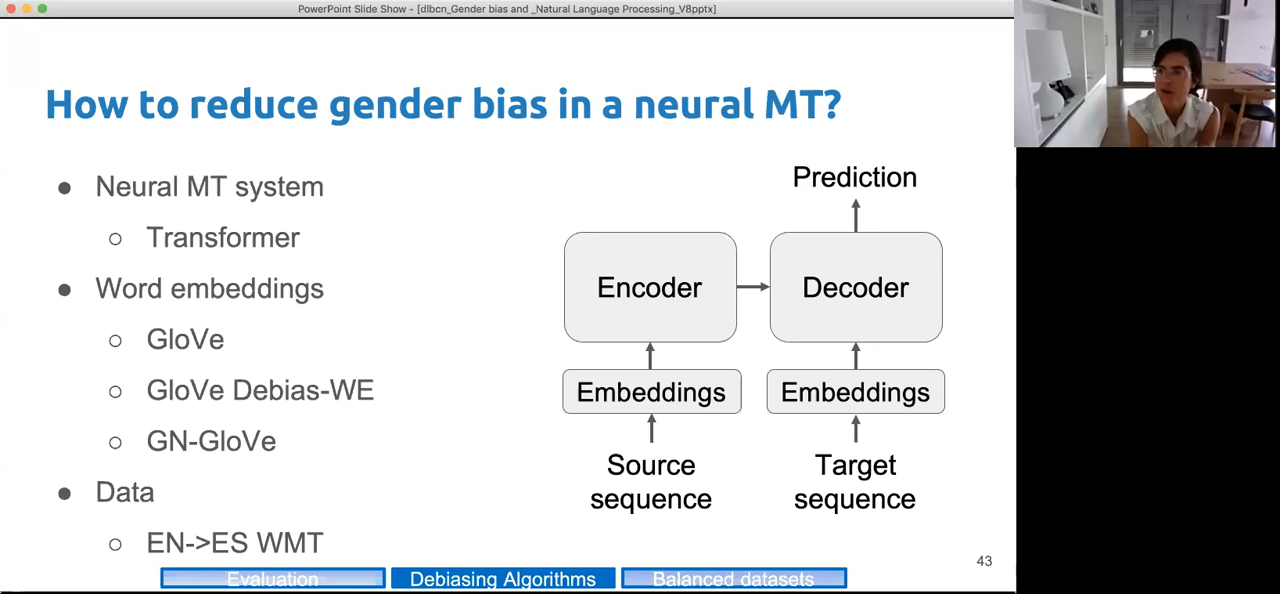 PowerPoint Slide Show - [dlbcn_Gender bias and _Natural Language Processing_V8pptx]
How to reduce gender bias in a neural MT?
● Neural MT system
○ Transformer
● Word embeddings
○ GloVe
○ GloVe Debias-WE
○ GN-GloVe
● Data
○ EN->ES WMT
Prediction
Encoder
Decoder
Embeddings
Embeddings
Source
sequence
Target
sequence
43
Evaluation
Debiasing Algorithms
Balanced datasets